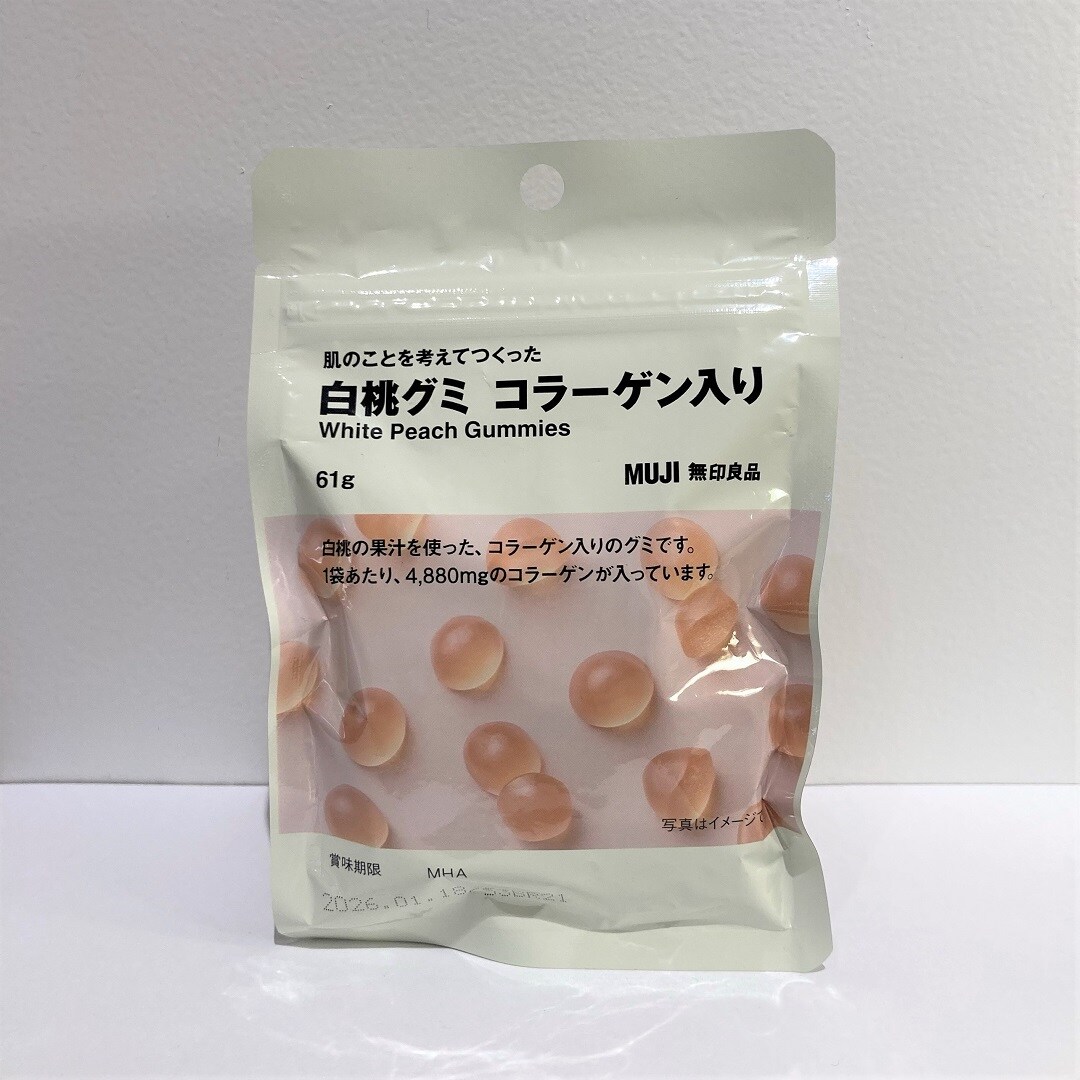 肌のことを考えてつくった
白桃グミ コラーゲン入り
White Peach Gummies
61g
MUJI 無印良品
白桃の果汁を使った、コラーゲン入りのグミです。
1袋あたり、4,880mgのコラーゲンが入っています。
写真はイメージで
賞味期限 MHA
2026.01.18/53BR21